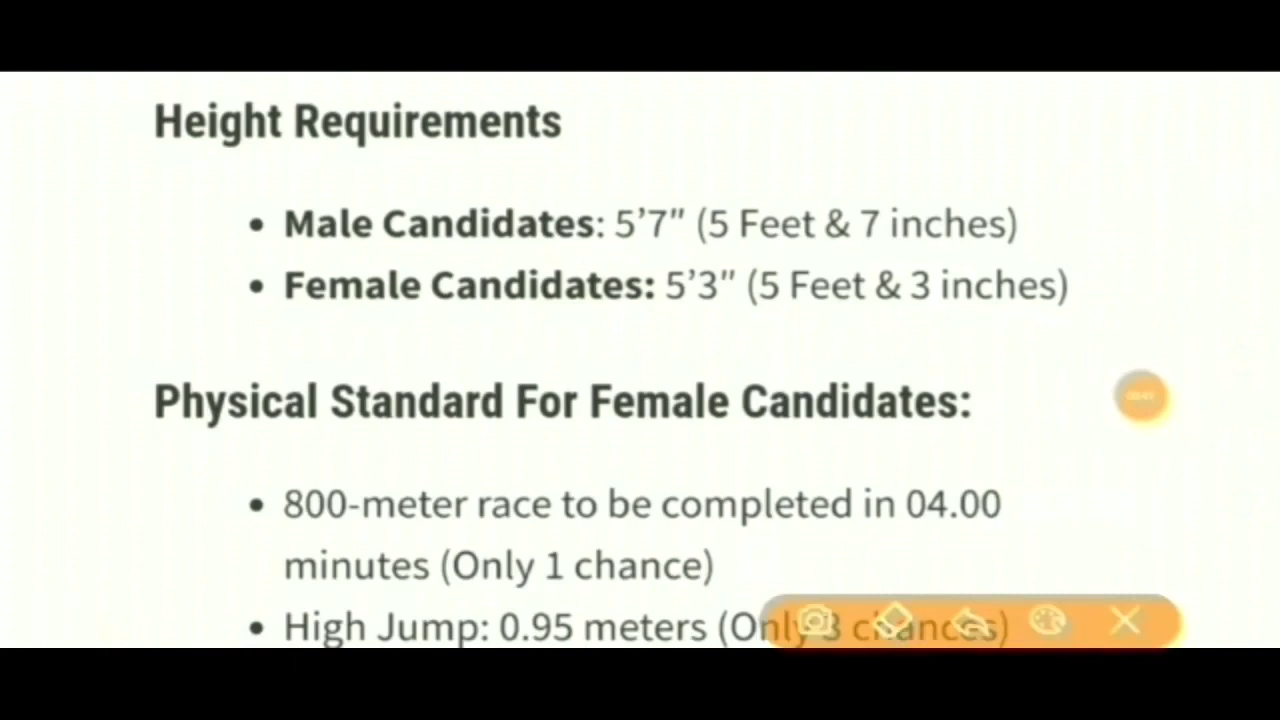 Height Requirements
Male Candidates: 5’7″ (5 Feet & 7 inches)
Female Candidates: 5’3″ (5 Feet & 3 inches)
Physical Standard For Female Candidates:
800-meter race to be completed in 04.00
minutes (Only 1 chance)
High Jump: 0.95 meters (Only 3 chances)